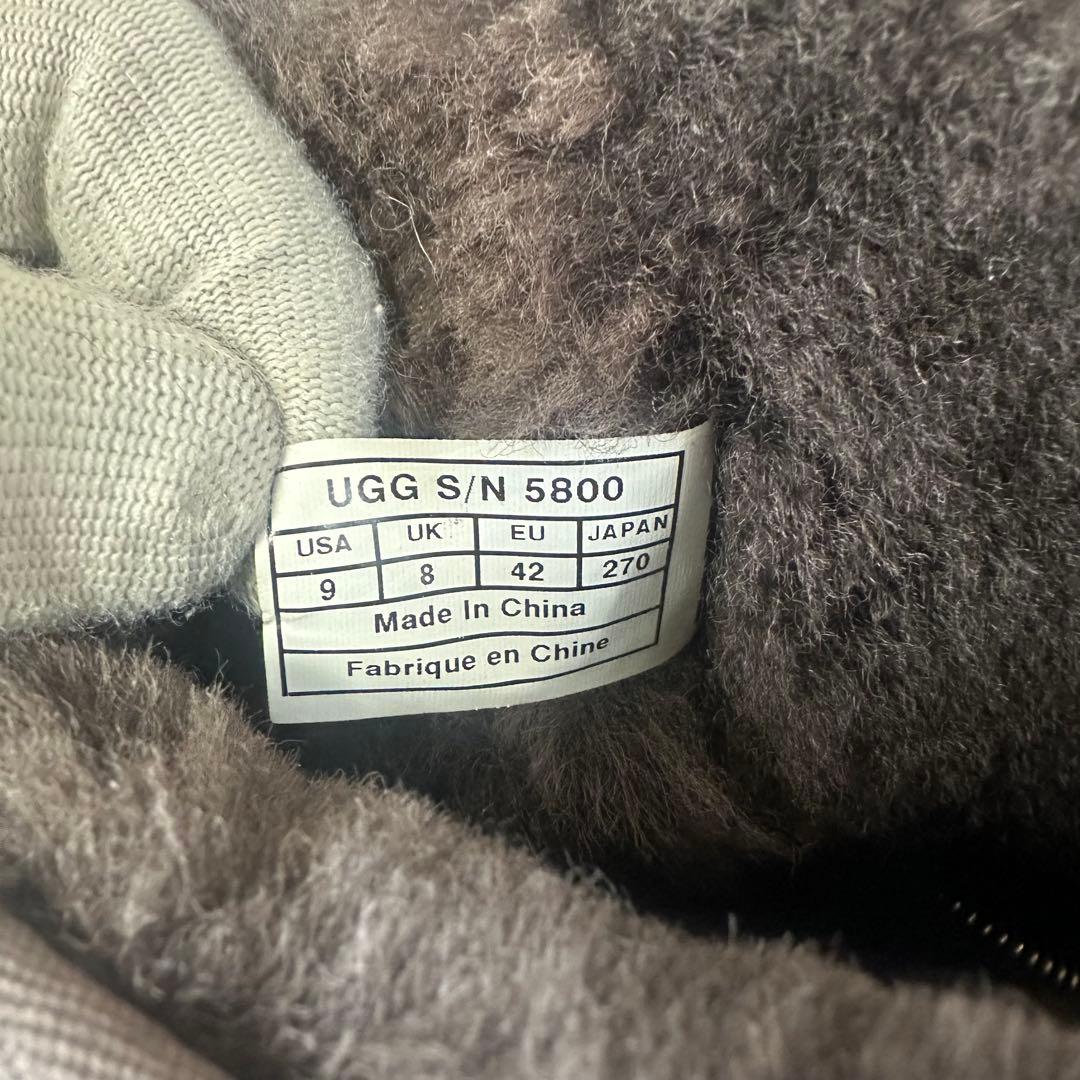 UGG S/N 5800
USA UK EU JAPAN
9 8 42 270
Made In China
Fabrique en Chine